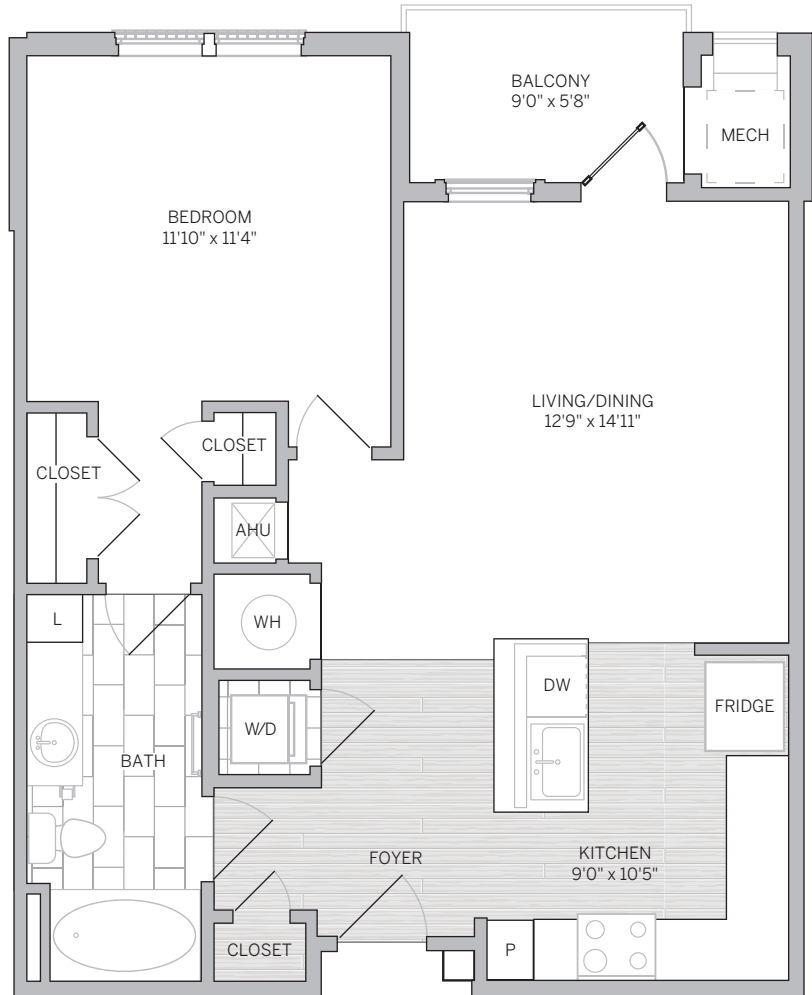 BALCONY
9'0" x 5'8"
MECH
BEDROOM
11'10" x 11'4"
LIVING/DINING
12'9" x 14'11"
CLOSET
CLOSET
AHU
L
WH
DW
FRIDGE
W/D
BATH
FOYER
KITCHEN
9'0" x 10'5"
CLOSET
P